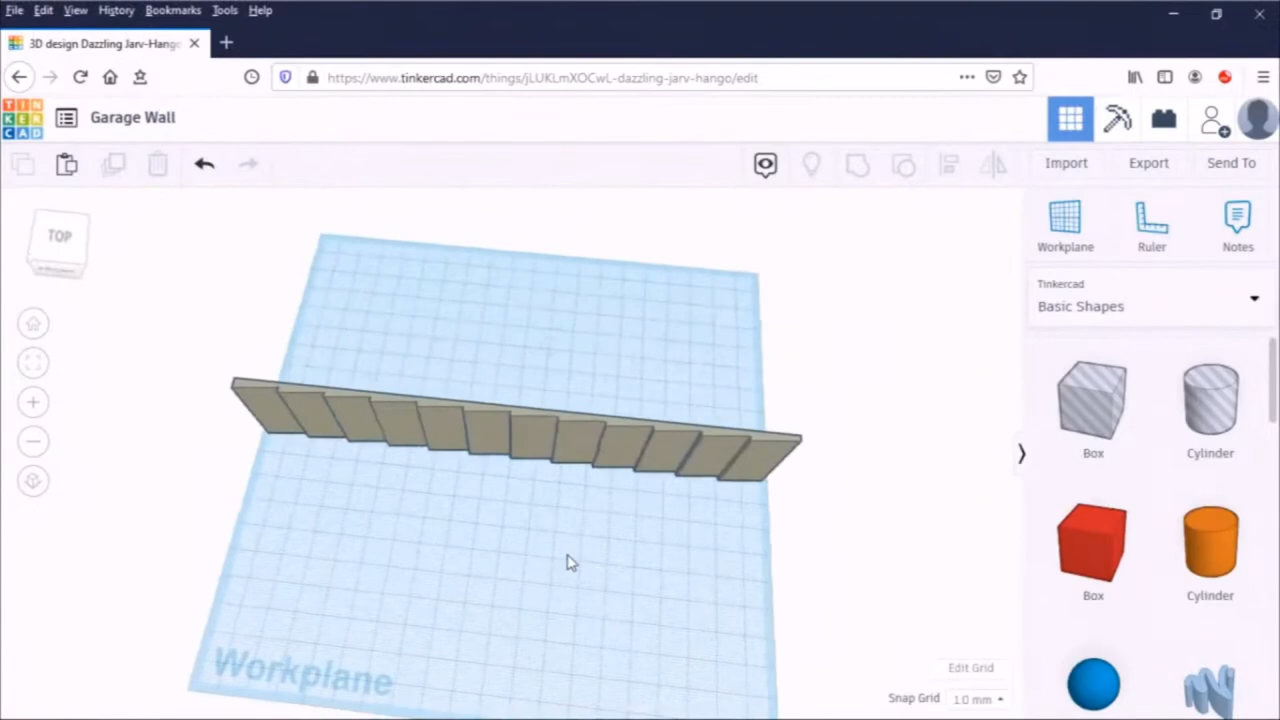 File Edit View History Bookmarks Tools Help
3D design Dazzling Jarv-Hango
https://www.tinkercad.com/things/jLUKLmXOCwL-dazzling-jarv-hango/edit
TIN
KER
CAD
Garage Wall
Import Export Send To
TOP
Workplane Ruler Notes
Tinkercad
Basic Shapes
Box Cylinder
Box Cylinder
Workplane
Edit Grid
Snap Grid 1.0 mm